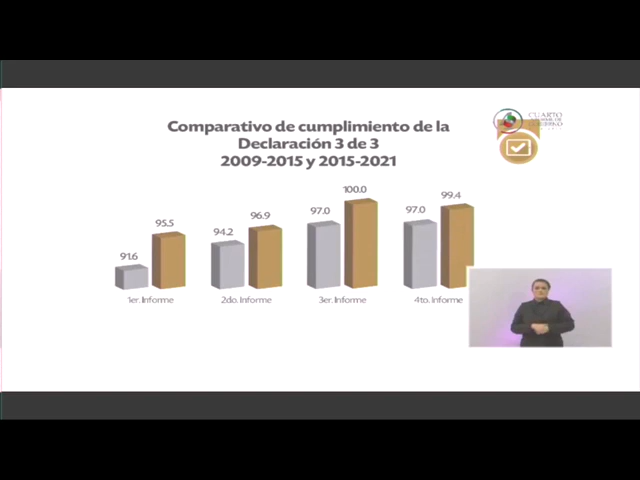 Comparativo de cumplimiento de la
Declaración 3 de 3
2009-2015 y 2015-2021
CUARTO
91.6
95.5
94.2
96.9
97.0
100.0
97.0
99.4
1er. Informe
2do. Informe
3er. Informe
4to. Informe